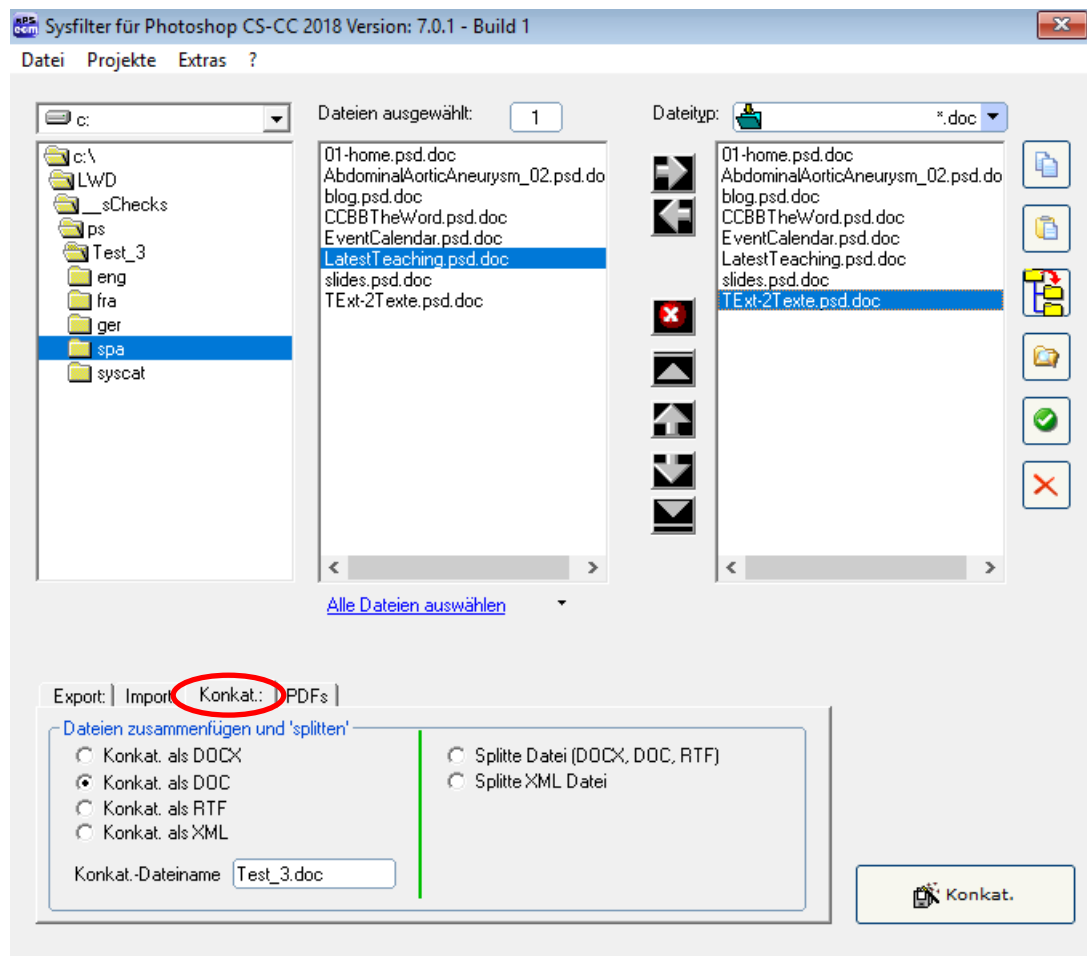 Sysfilter für Photoshop CS-CC 2018 Version: 7.0.1 - Build 1
Datei Projekte Extras ?
c:
Dateien ausgewählt: 1
Dateityp: *.doc
c:\
LWD
__sChecks
ps
Test_3
eng
fra
ger
spa
syscat
01-home.psd.doc
AbdominalAorticAneurysm_02.psd.do
blog.psd.doc
CCBBTheWord.psd.doc
EventCalendar.psd.doc
LatestTeaching.psd.doc
slides.psd.doc
TExt-2Texte.psd.doc
01-home.psd.doc
AbdominalAorticAneurysm_02.psd.do
blog.psd.doc
CCBBTheWord.psd.doc
EventCalendar.psd.doc
LatestTeaching.psd.doc
slides.psd.doc
TExt-2Texte.psd.doc
Alle Dateien auswählen
Export: Import Konkat.: PDFs
Dateien zusammenfügen und 'splitten'
Konkat. als DOCX
Konkat. als DOC
Konkat. als RTF
Konkat. als XML
Konkat.-Dateiname Test_3.doc
Splitte Datei (DOCX, DOC, RTF)
Splitte XML Datei
Konkat.